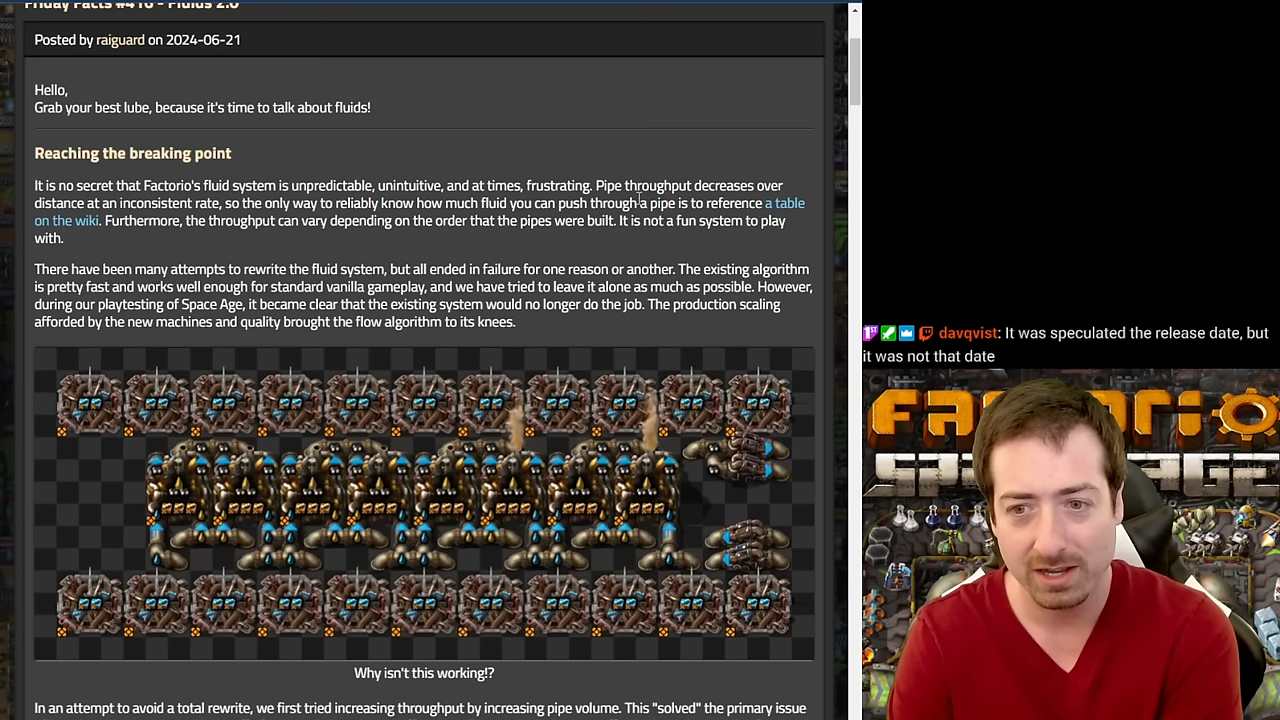 Friday Facts #416 - Fluids 2.0
Posted by raiguard on 2024-06-21
Hello,
Grab your best lube, because it's time to talk about fluids!
Reaching the breaking point
It is no secret that Factorio's fluid system is unpredictable, unintuitive, and at times, frustrating. Pipe throughput decreases over
distance at an inconsistent rate, so the only way to reliably know how much fluid you can push through a pipe is to reference a table
on the wiki. Furthermore, the throughput can vary depending on the order that the pipes were built. It is not a fun system to play
with.
There have been many attempts to rewrite the fluid system, but all ended in failure for one reason or another. The existing algorithm
is pretty fast and works well enough for standard vanilla gameplay, and we have tried to leave it alone as much as possible. However,
during our playtesting of Space Age, it became clear that the existing system would no longer do the job. The production scaling
afforded by the new machines and quality brought the flow algorithm to its knees.
Why isn't this working!?
In an attempt to avoid a total rewrite, we first tried increasing throughput by increasing pipe volume. This "solved" the primary issue
1ST davqvist: It was speculated the release date, but
it was not that date